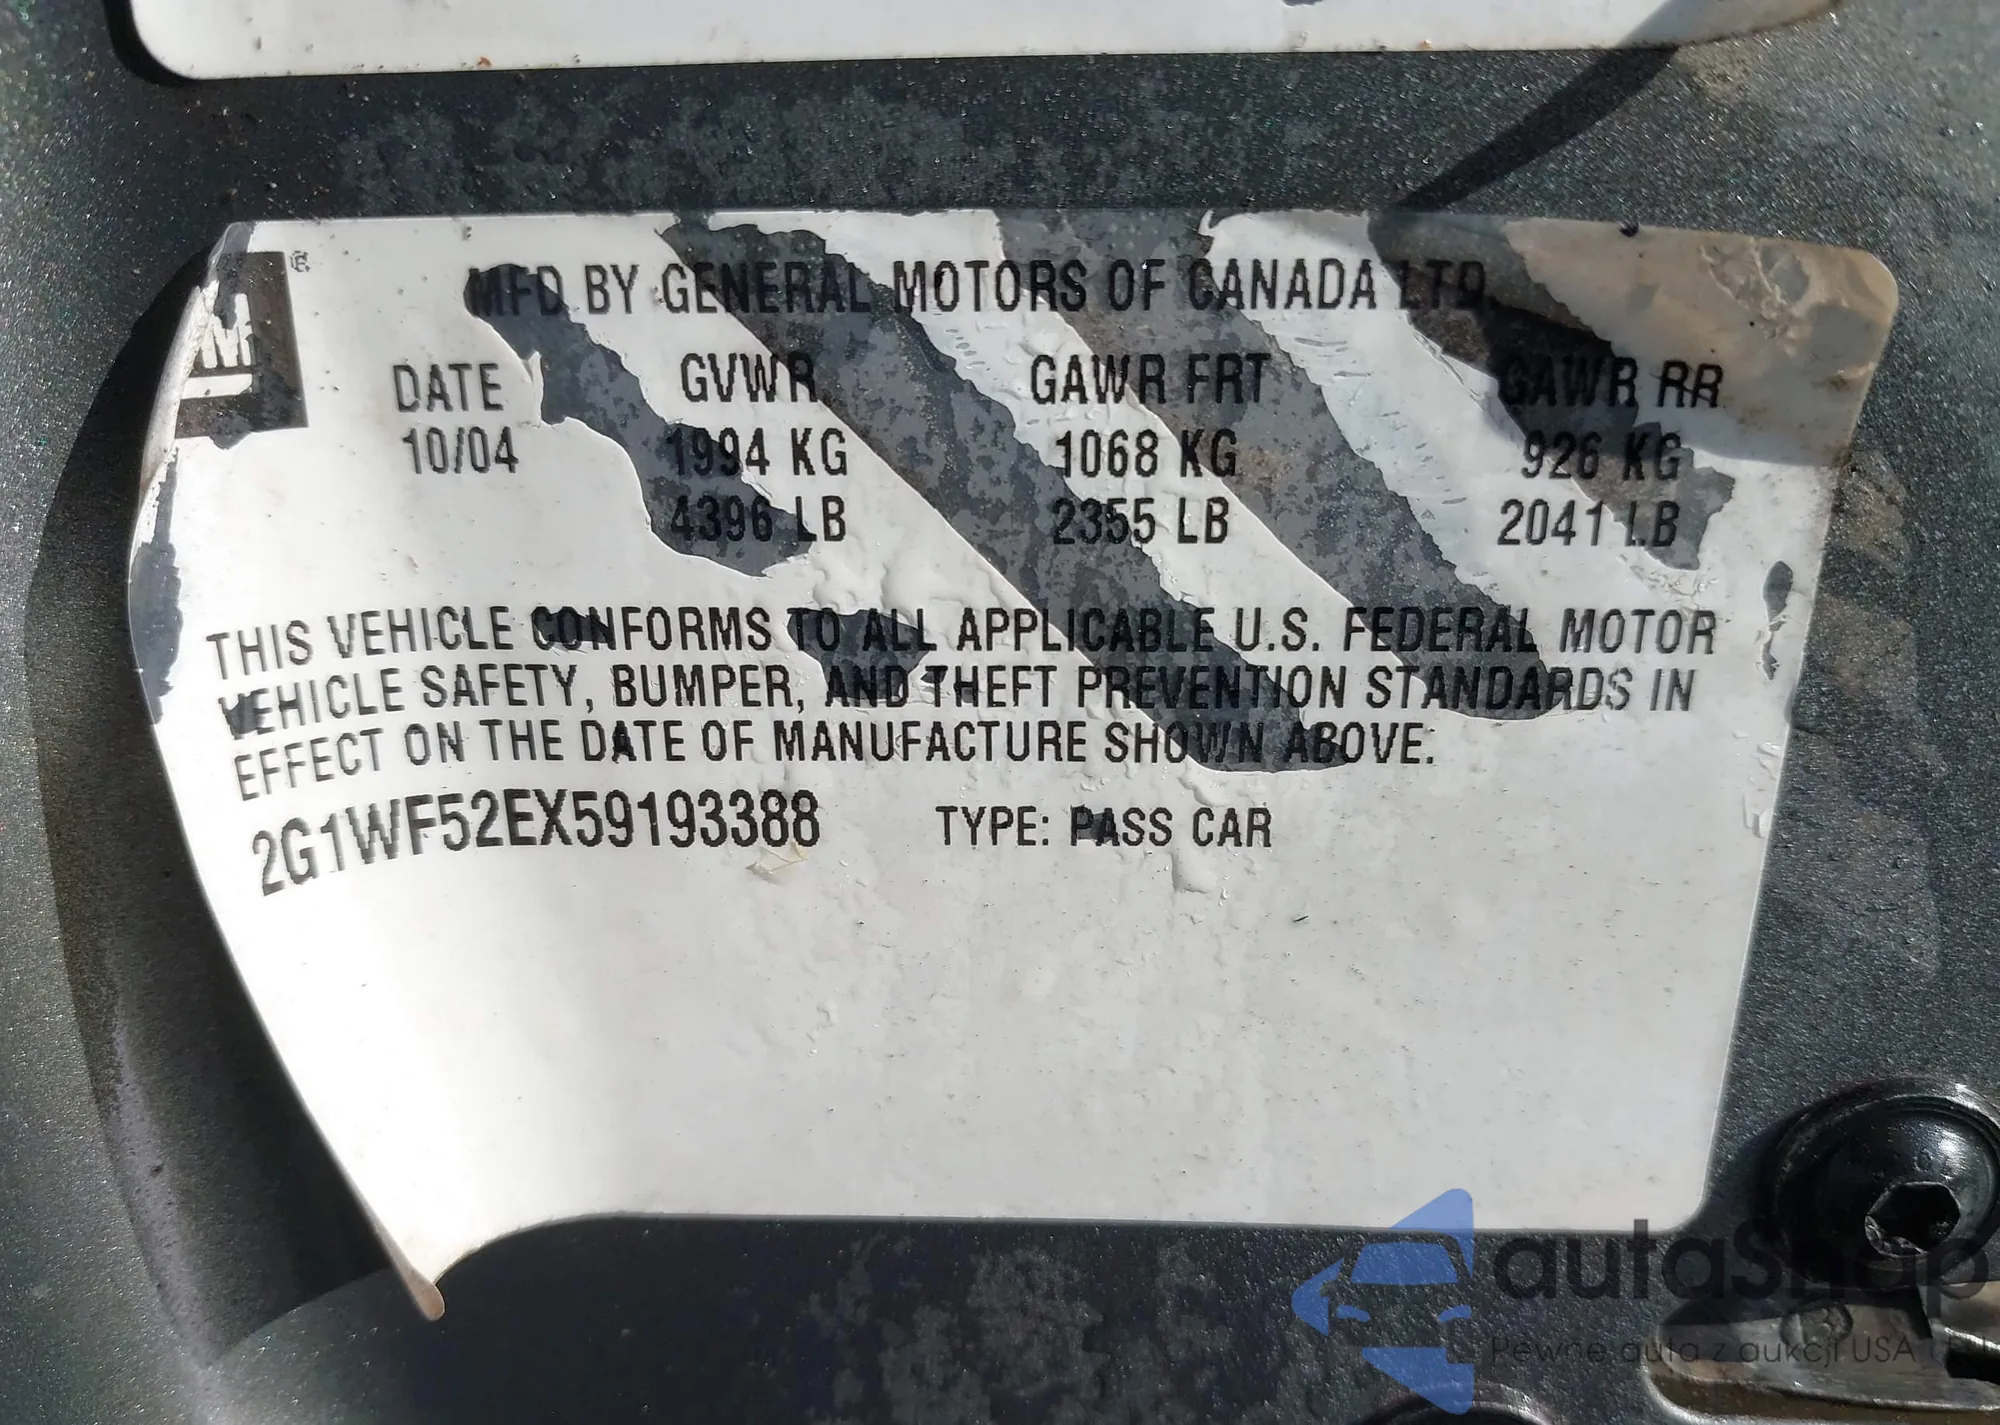 GM ®
MFD BY GENERAL MOTORS OF CANADA LTD.
DATE GVWR GAWR FRT GAWR RR
10/04 1994 KG 1068 KG 926 KG
4396 LB 2355 LB 2041 LB
THIS VEHICLE CONFORMS TO ALL APPLICABLE U.S. FEDERAL MOTOR
VEHICLE SAFETY, BUMPER, AND THEFT PREVENTION STANDARDS IN
EFFECT ON THE DATE OF MANUFACTURE SHOWN ABOVE.
2G1WF52EX59193388 TYPE: PASS CAR
autaShop
Pewne auta z aukcji USA